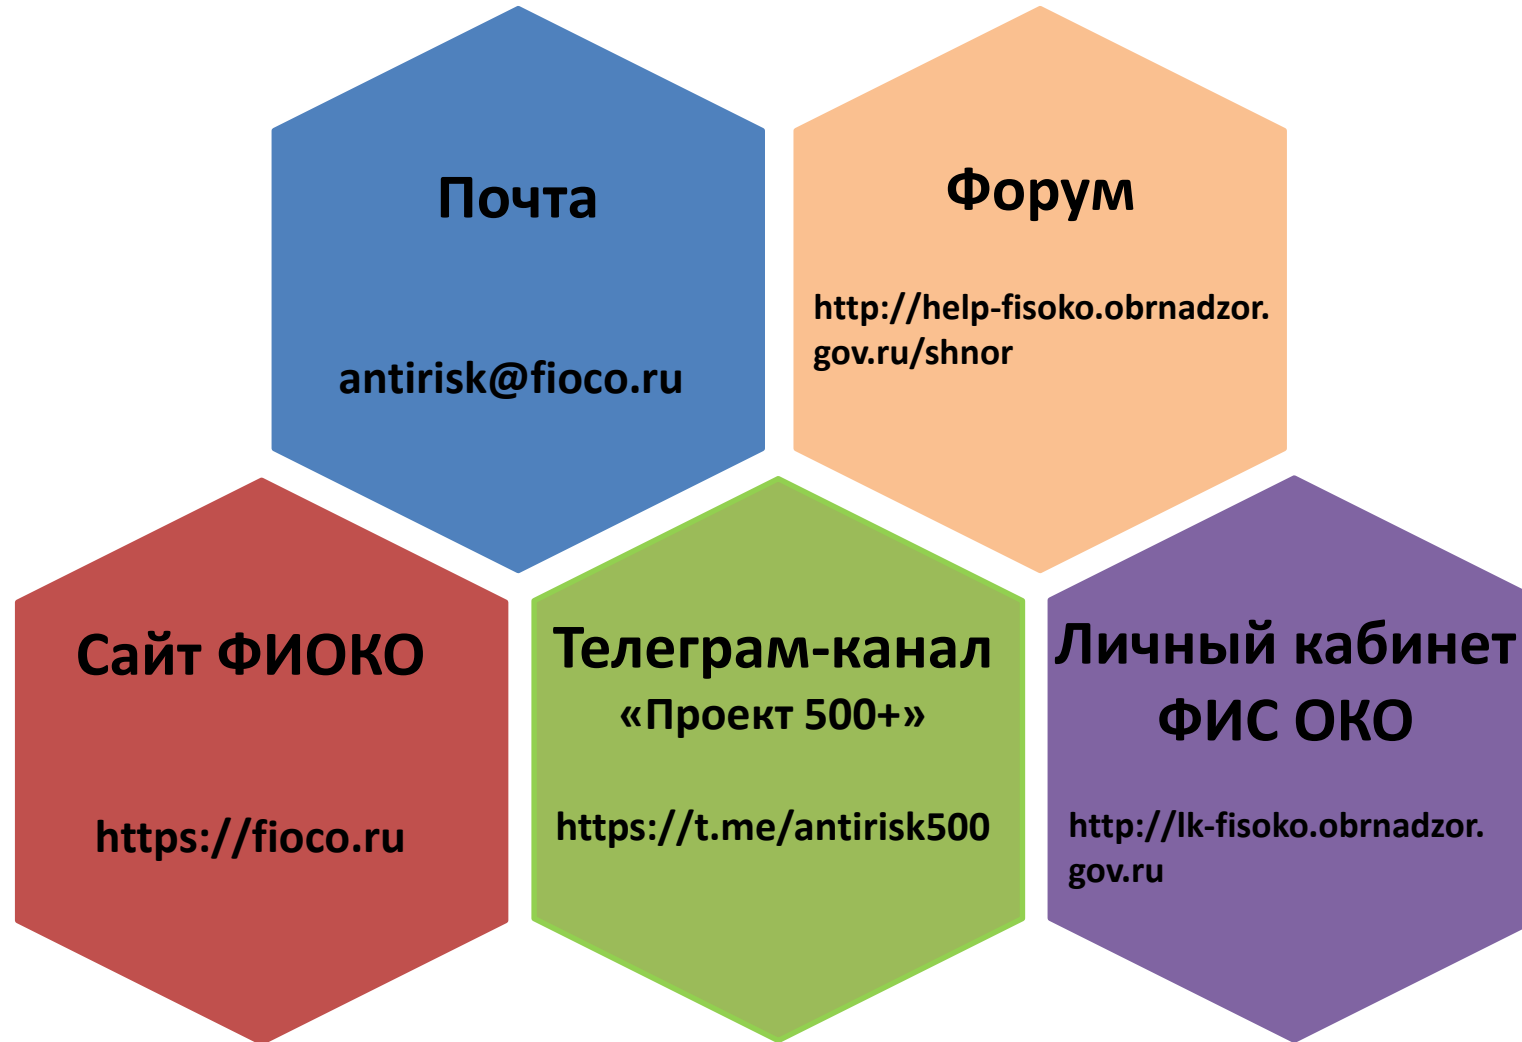 Почта
antirisk@fioco.ru
Форум
http://help-fisoko.obrnadzor.
gov.ru/shnor
Сайт ФИОКО
https://fioco.ru
Телеграм-канал
«Проект 500+»
https://t.me/antirisk500
Личный кабинет
ФИС ОКО
http://lk-fisoko.obrnadzor.
gov.ru